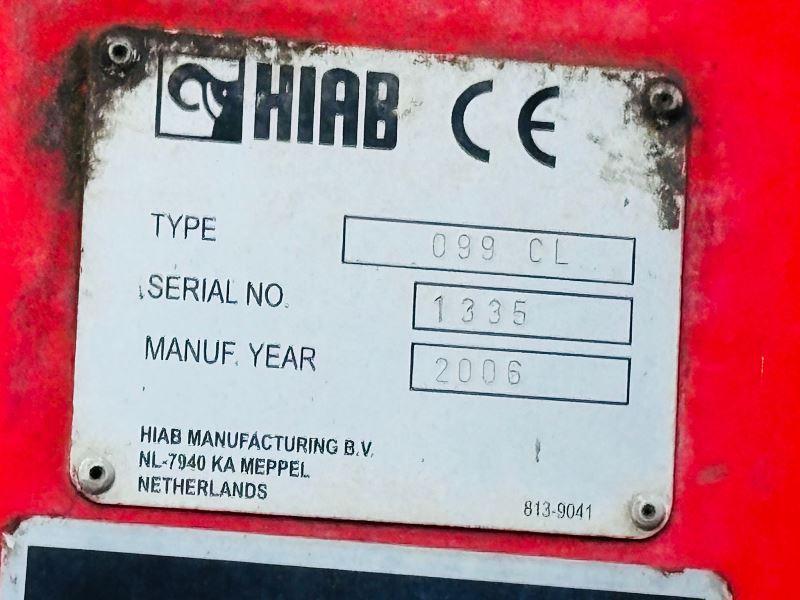 HIAB CE
TYPE 099 CL
SERIAL NO. 1335
MANUF. YEAR 2006
HIAB MANUFACTURING B.V.
NL-7940 KA MEPPEL
NETHERLANDS
813-9041